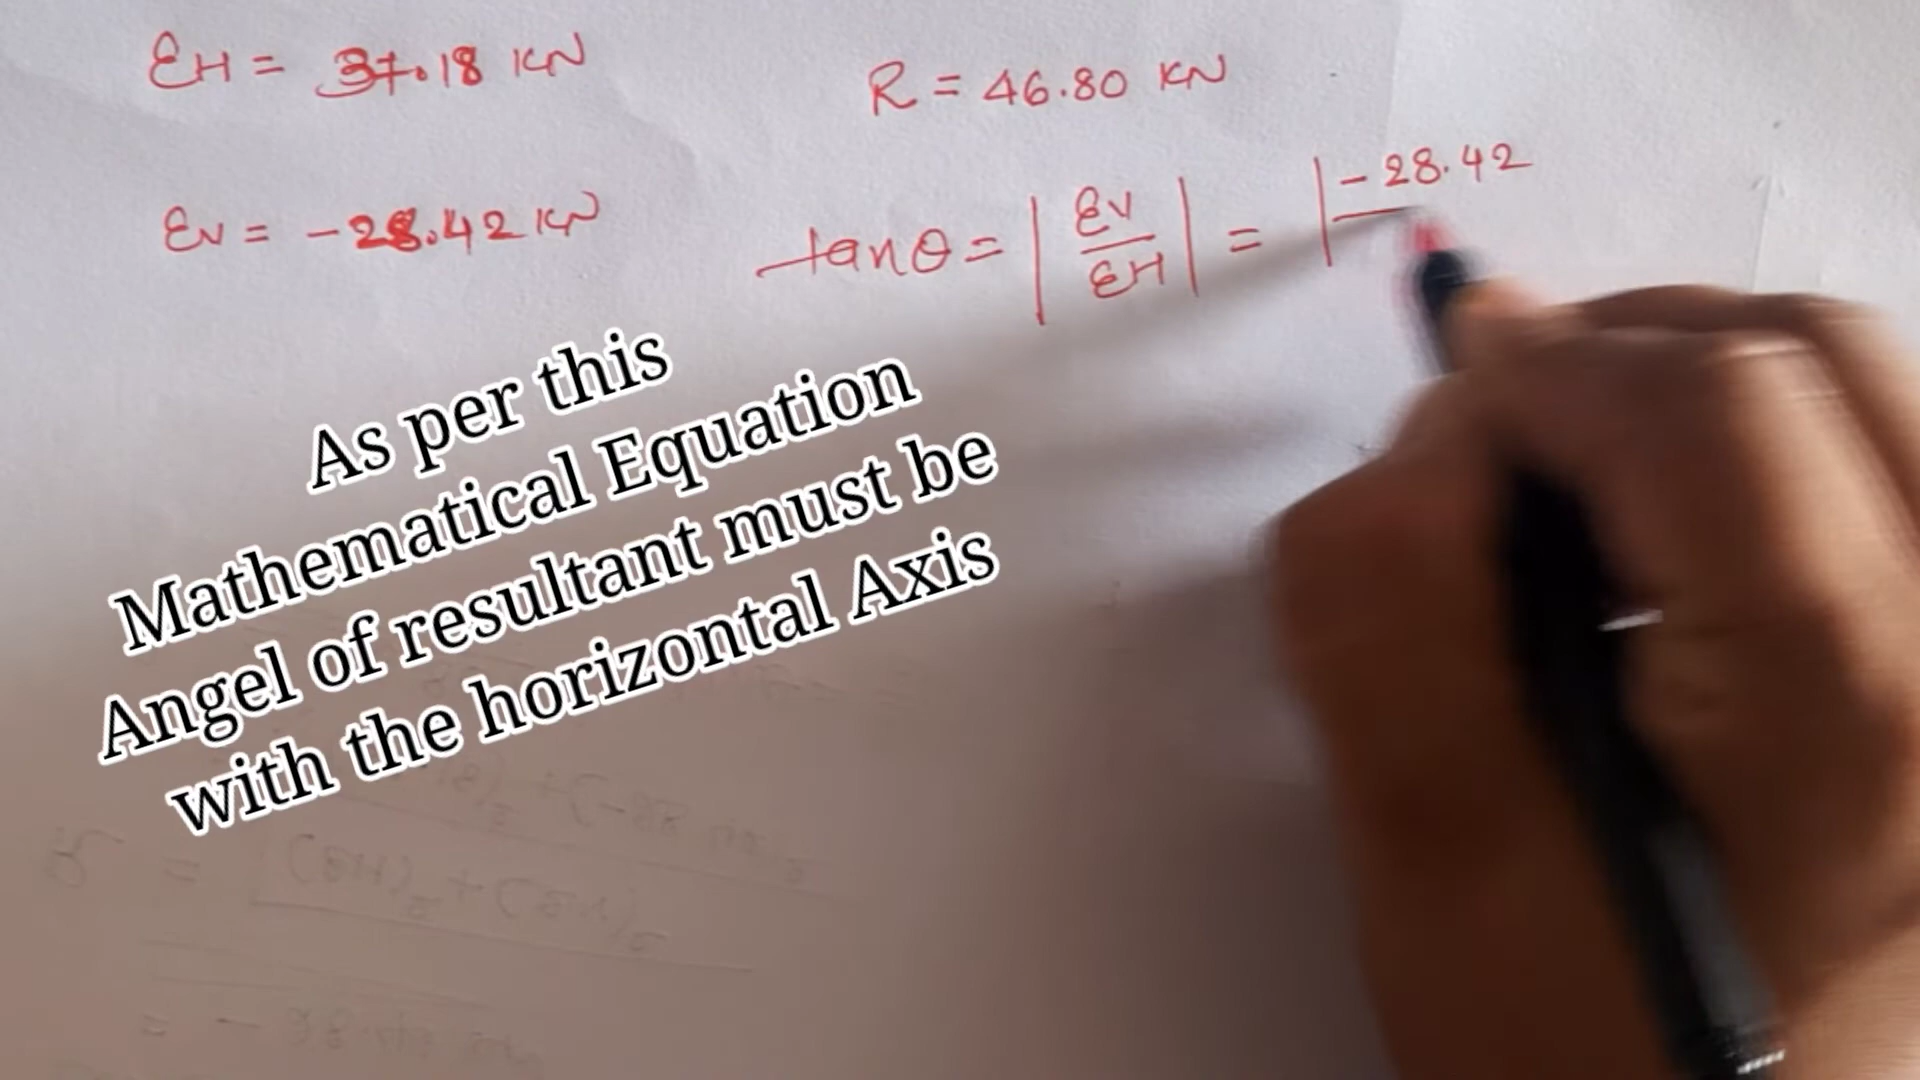 ΣH = 37.18 KN
R = 46.80 KN
ΣV = -28.42 KN
tanθ = | ΣV / ΣH | = | -28.42
As per this
Mathematical Equation
Angel of resultant must be
with the horizontal Axis